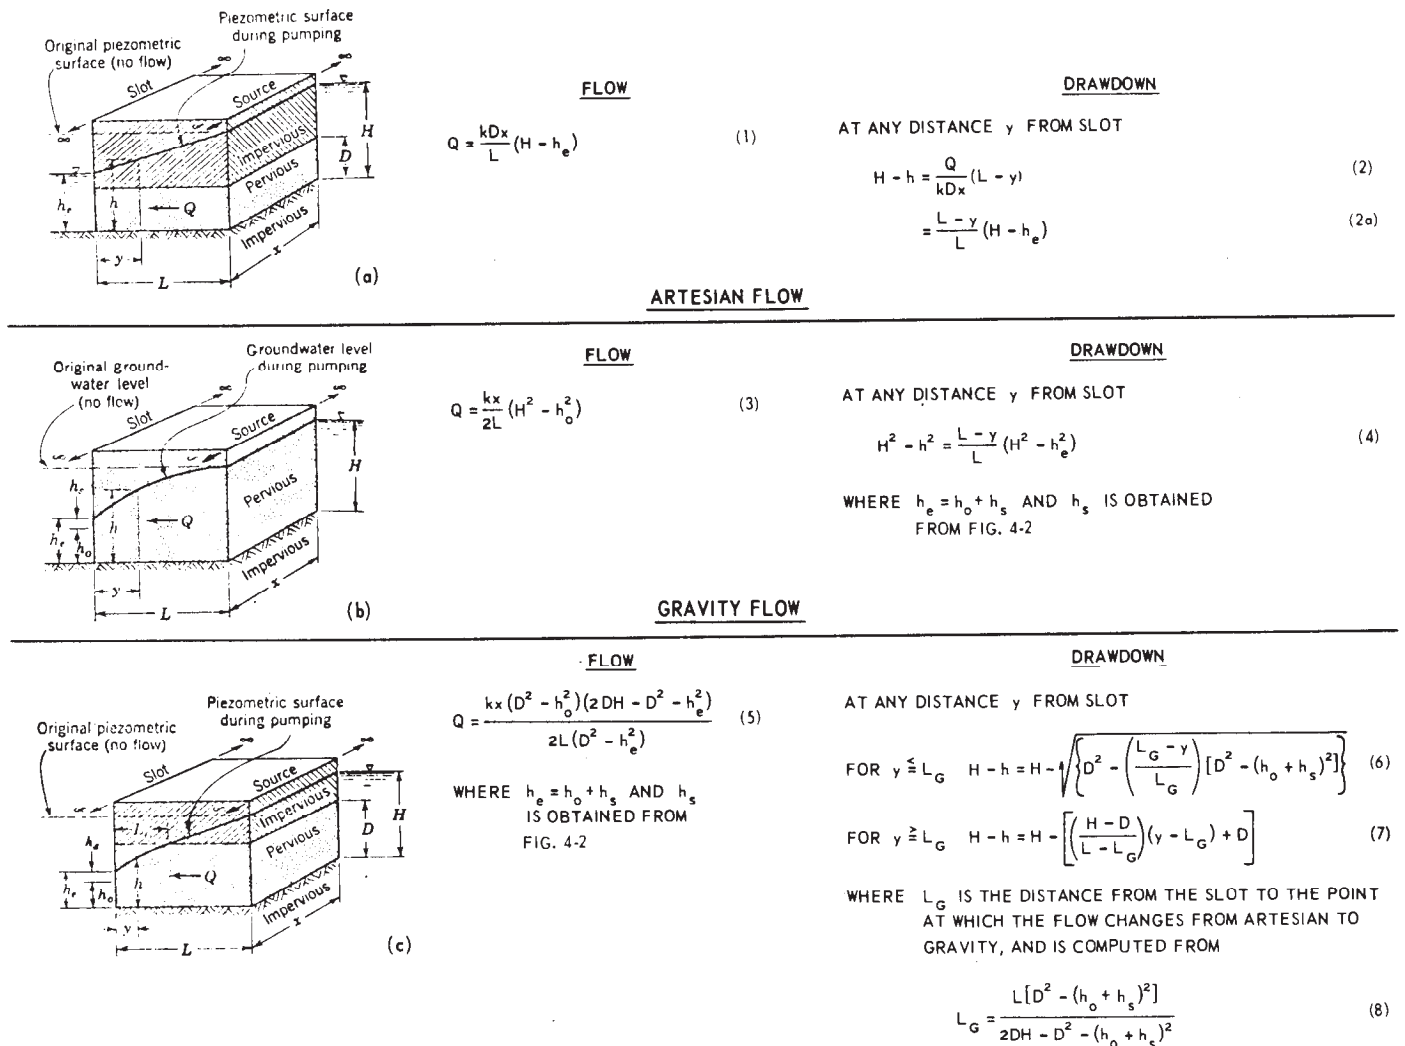 Piezometric surface
during pumping
Original piezometric
surface (no flow)
∞
Slot
Source
∞
H
D
Impervious
Pervious
Impervious
h_e
h
Q
y
L
x
(a)
FLOW
Q = kDx/L (H - h_e) (1)
DRAWDOWN
AT ANY DISTANCE y FROM SLOT
H - h = Q/kDx (L - y) (2)
= L - y/L (H - h_e) (2a)
ARTESIAN FLOW
Groundwater level
during pumping
Original ground-
water level
(no flow)
∞
Slot
Source
H
Pervious
Impervious
h_s
h_e
h_o
h
Q
y
L
x
(b)
FLOW
Q = kx/2L (H² - h_o²) (3)
DRAWDOWN
AT ANY DISTANCE y FROM SLOT
H² - h² = L - y/L (H² - h_e²) (4)
WHERE h_e = h_o + h_s AND h_s IS OBTAINED
FROM FIG. 4-2
GRAVITY FLOW
Piezometric surface
during pumping
Original piezometric
surface (no flow)
∞
Slot
Source
∞
H
D
Impervious
Pervious
Impervious
h_s
h_e
h_o
h
Q
y
L
x
(c)
FLOW
Q = kx(D² - h_o²)(2DH - D² - h_e²)/2L(D² - h_e²) (5)
WHERE h_e = h_o + h_s AND h_s
IS OBTAINED FROM
FIG. 4-2
DRAWDOWN
AT ANY DISTANCE y FROM SLOT
FOR y ≦ L_G H - h = H - √{D² - (L_G - y/L_G) [D² - (h_o + h_s)²]} (6)
FOR y ≧ L_G H - h = H - [(H - D/L - L_G)(y - L_G) + D] (7)
WHERE L_G IS THE DISTANCE FROM THE SLOT TO THE POINT
AT WHICH THE FLOW CHANGES FROM ARTESIAN TO
GRAVITY, AND IS COMPUTED FROM
L_G = L[D² - (h_o + h_s)²]/2DH - D² - (h_o + h_s)² (8)